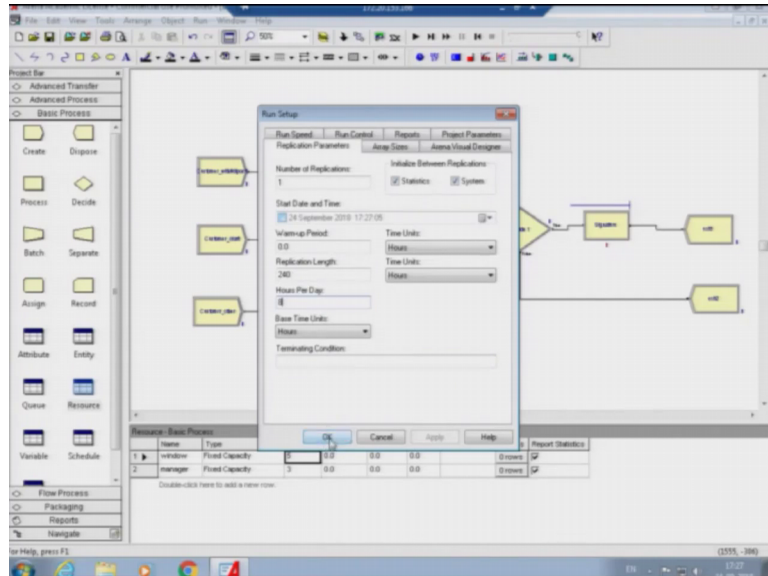 File Edit View Tools Arrange Object Run Window Help
50%
Project Bar
Advanced Transfer
Advanced Process
Basic Process
Create Dispose
Process Decide
Batch Separate
Assign Record
Attribute Entity
Queue Resource
Variable Schedule
Flow Process
Packaging
Reports
Navigate
Run Setup
Run Speed Run Control Reports Project Parameters
Replication Parameters Array Sizes Arena Visual Designer
Number of Replications:
1
Initialize Between Replications
Statistics System
Start Date and Time:
24 September 2018 17:27:05
Warm-up Period: Time Units:
0.0 Hours
Replication Length: Time Units:
240 Hours
Hours Per Day:
8
Base Time Units:
Hours
Terminating Condition:
OK Cancel Apply Help
Resource - Basic Process
Name Type Report Statistics
1 window Fixed Capacity 0.0 0.0 0.0 0 rows
2 manager Fixed Capacity 3 0.0 0.0 0.0 0 rows
Double-click here to add a new row.
For Help, press F1
(1555, -386)
EN 17:27